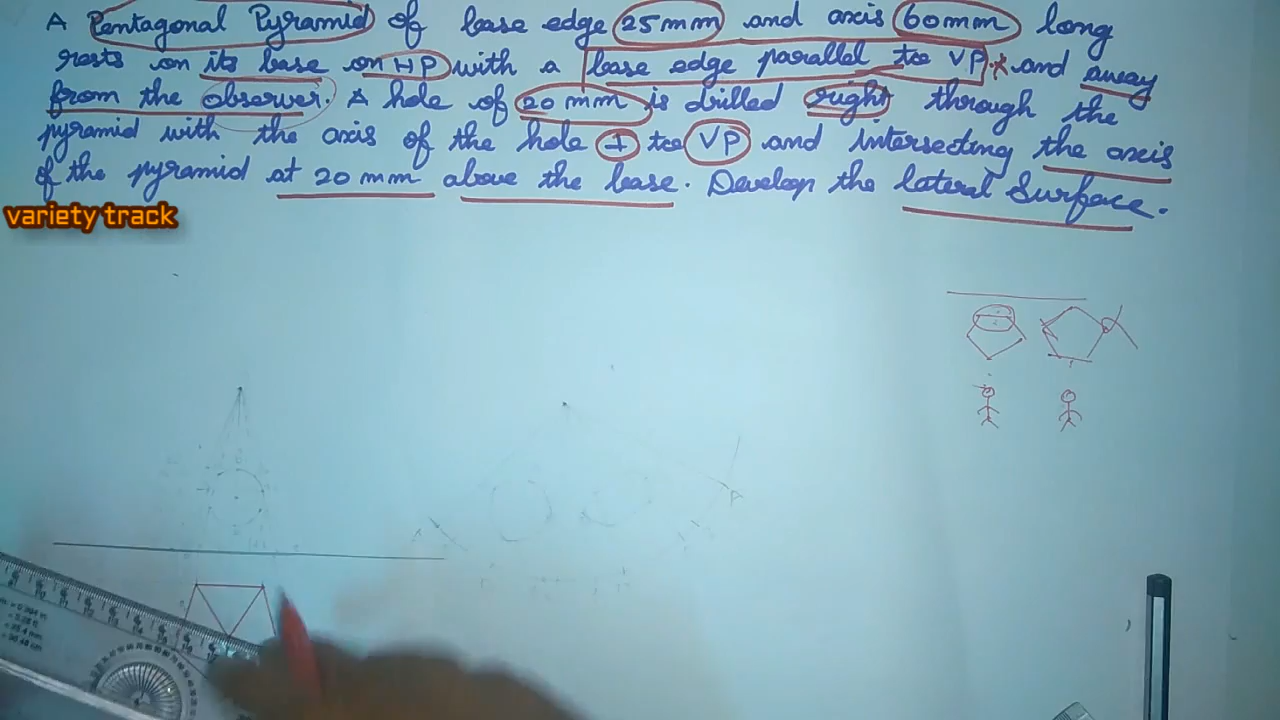 A Pentagonal Pyramid of base edge 25mm and axis 60mm long
rests on its base on HP with a base edge parallel to VP and away
from the observer. A hole of 20mm is drilled right through the
pyramid with the axis of the hole ⊥ to VP and intersecting the axis
of the pyramid at 20 mm above the base. Develop the lateral Surface.
variety track